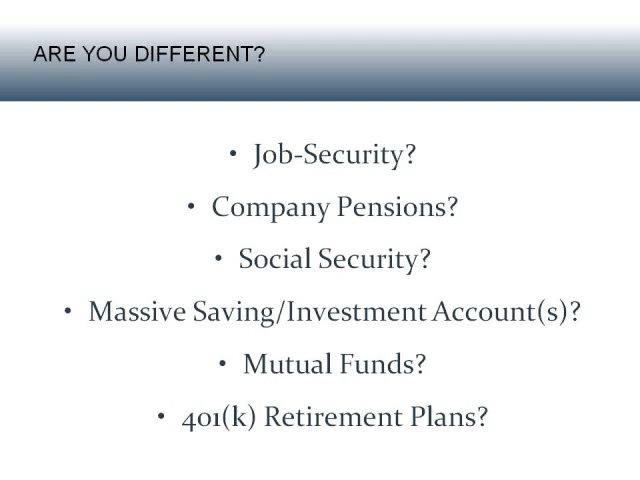 ARE YOU DIFFERENT?
• Job-Security?
• Company Pensions?
• Social Security?
• Massive Saving/Investment Account(s)?
• Mutual Funds?
• 401(k) Retirement Plans?